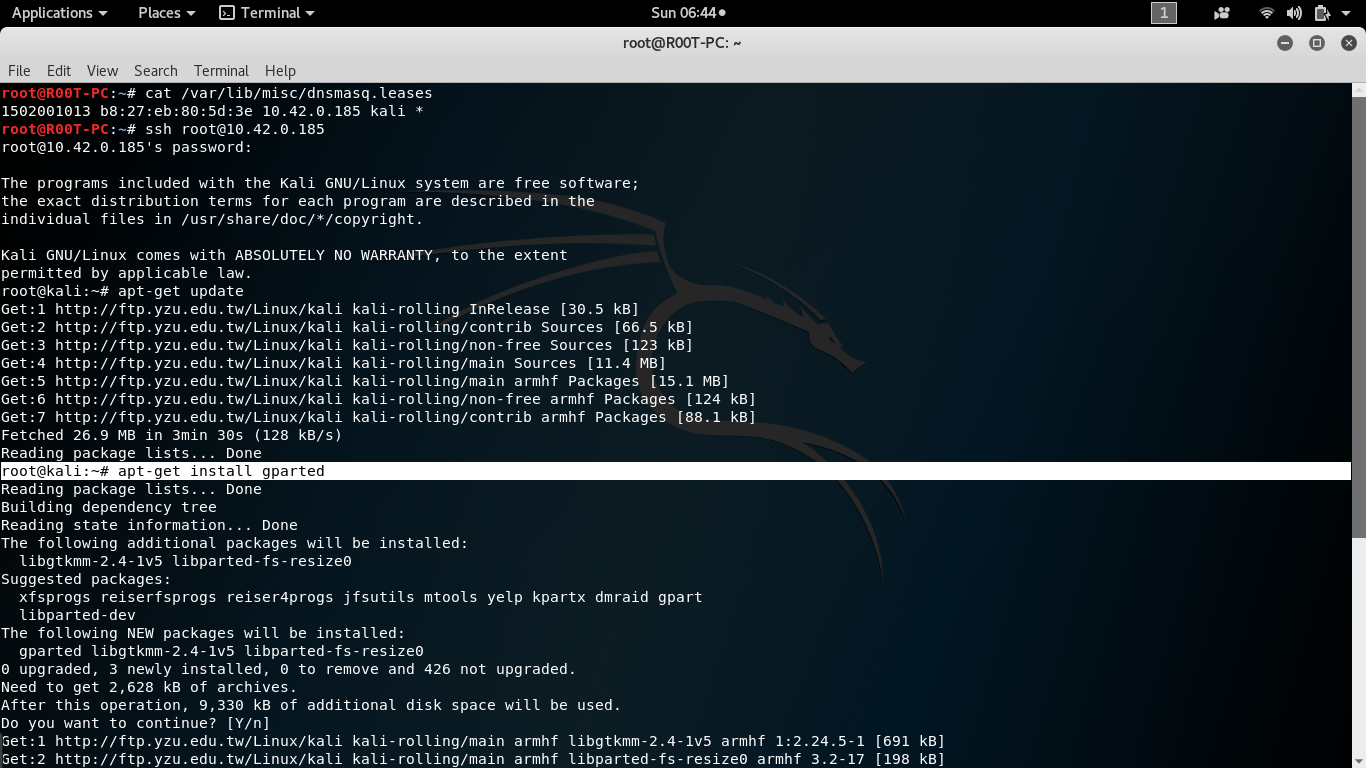 Applications Places Terminal Sun 06:44 1
root@R00T-PC: ~
File Edit View Search Terminal Help
root@R00T-PC:~# cat /var/lib/misc/dnsmasq.leases
1502001013 b8:27:eb:80:5d:3e 10.42.0.185 kali *
root@R00T-PC:~# ssh root@10.42.0.185
root@10.42.0.185's password:
The programs included with the Kali GNU/Linux system are free software;
the exact distribution terms for each program are described in the
individual files in /usr/share/doc/*/copyright.
Kali GNU/Linux comes with ABSOLUTELY NO WARRANTY, to the extent
permitted by applicable law.
root@kali:~# apt-get update
Get:1 http://ftp.yzu.edu.tw/Linux/kali kali-rolling InRelease [30.5 kB]
Get:2 http://ftp.yzu.edu.tw/Linux/kali kali-rolling/contrib Sources [66.5 kB]
Get:3 http://ftp.yzu.edu.tw/Linux/kali kali-rolling/non-free Sources [123 kB]
Get:4 http://ftp.yzu.edu.tw/Linux/kali kali-rolling/main Sources [11.4 MB]
Get:5 http://ftp.yzu.edu.tw/Linux/kali kali-rolling/main armhf Packages [15.1 MB]
Get:6 http://ftp.yzu.edu.tw/Linux/kali kali-rolling/non-free armhf Packages [124 kB]
Get:7 http://ftp.yzu.edu.tw/Linux/kali kali-rolling/contrib armhf Packages [88.1 kB]
Fetched 26.9 MB in 3min 30s (128 kB/s)
Reading package lists... Done
root@kali:~# apt-get install gparted
Reading package lists... Done
Building dependency tree
Reading state information... Done
The following additional packages will be installed:
  libgtkmm-2.4-1v5 libparted-fs-resize0
Suggested packages:
  xfsprogs reiserfsprogs reiser4progs jfsutils mtools yelp kpartx dmraid gpart
  libparted-dev
The following NEW packages will be installed:
  gparted libgtkmm-2.4-1v5 libparted-fs-resize0
0 upgraded, 3 newly installed, 0 to remove and 426 not upgraded.
Need to get 2,628 kB of archives.
After this operation, 9,330 kB of additional disk space will be used.
Do you want to continue? [Y/n]
Get:1 http://ftp.yzu.edu.tw/Linux/kali kali-rolling/main armhf libgtkmm-2.4-1v5 armhf 1:2.24.5-1 [691 kB]
Get:2 http://ftp.yzu.edu.tw/Linux/kali kali-rolling/main armhf libparted-fs-resize0 armhf 3.2-17 [198 kB]